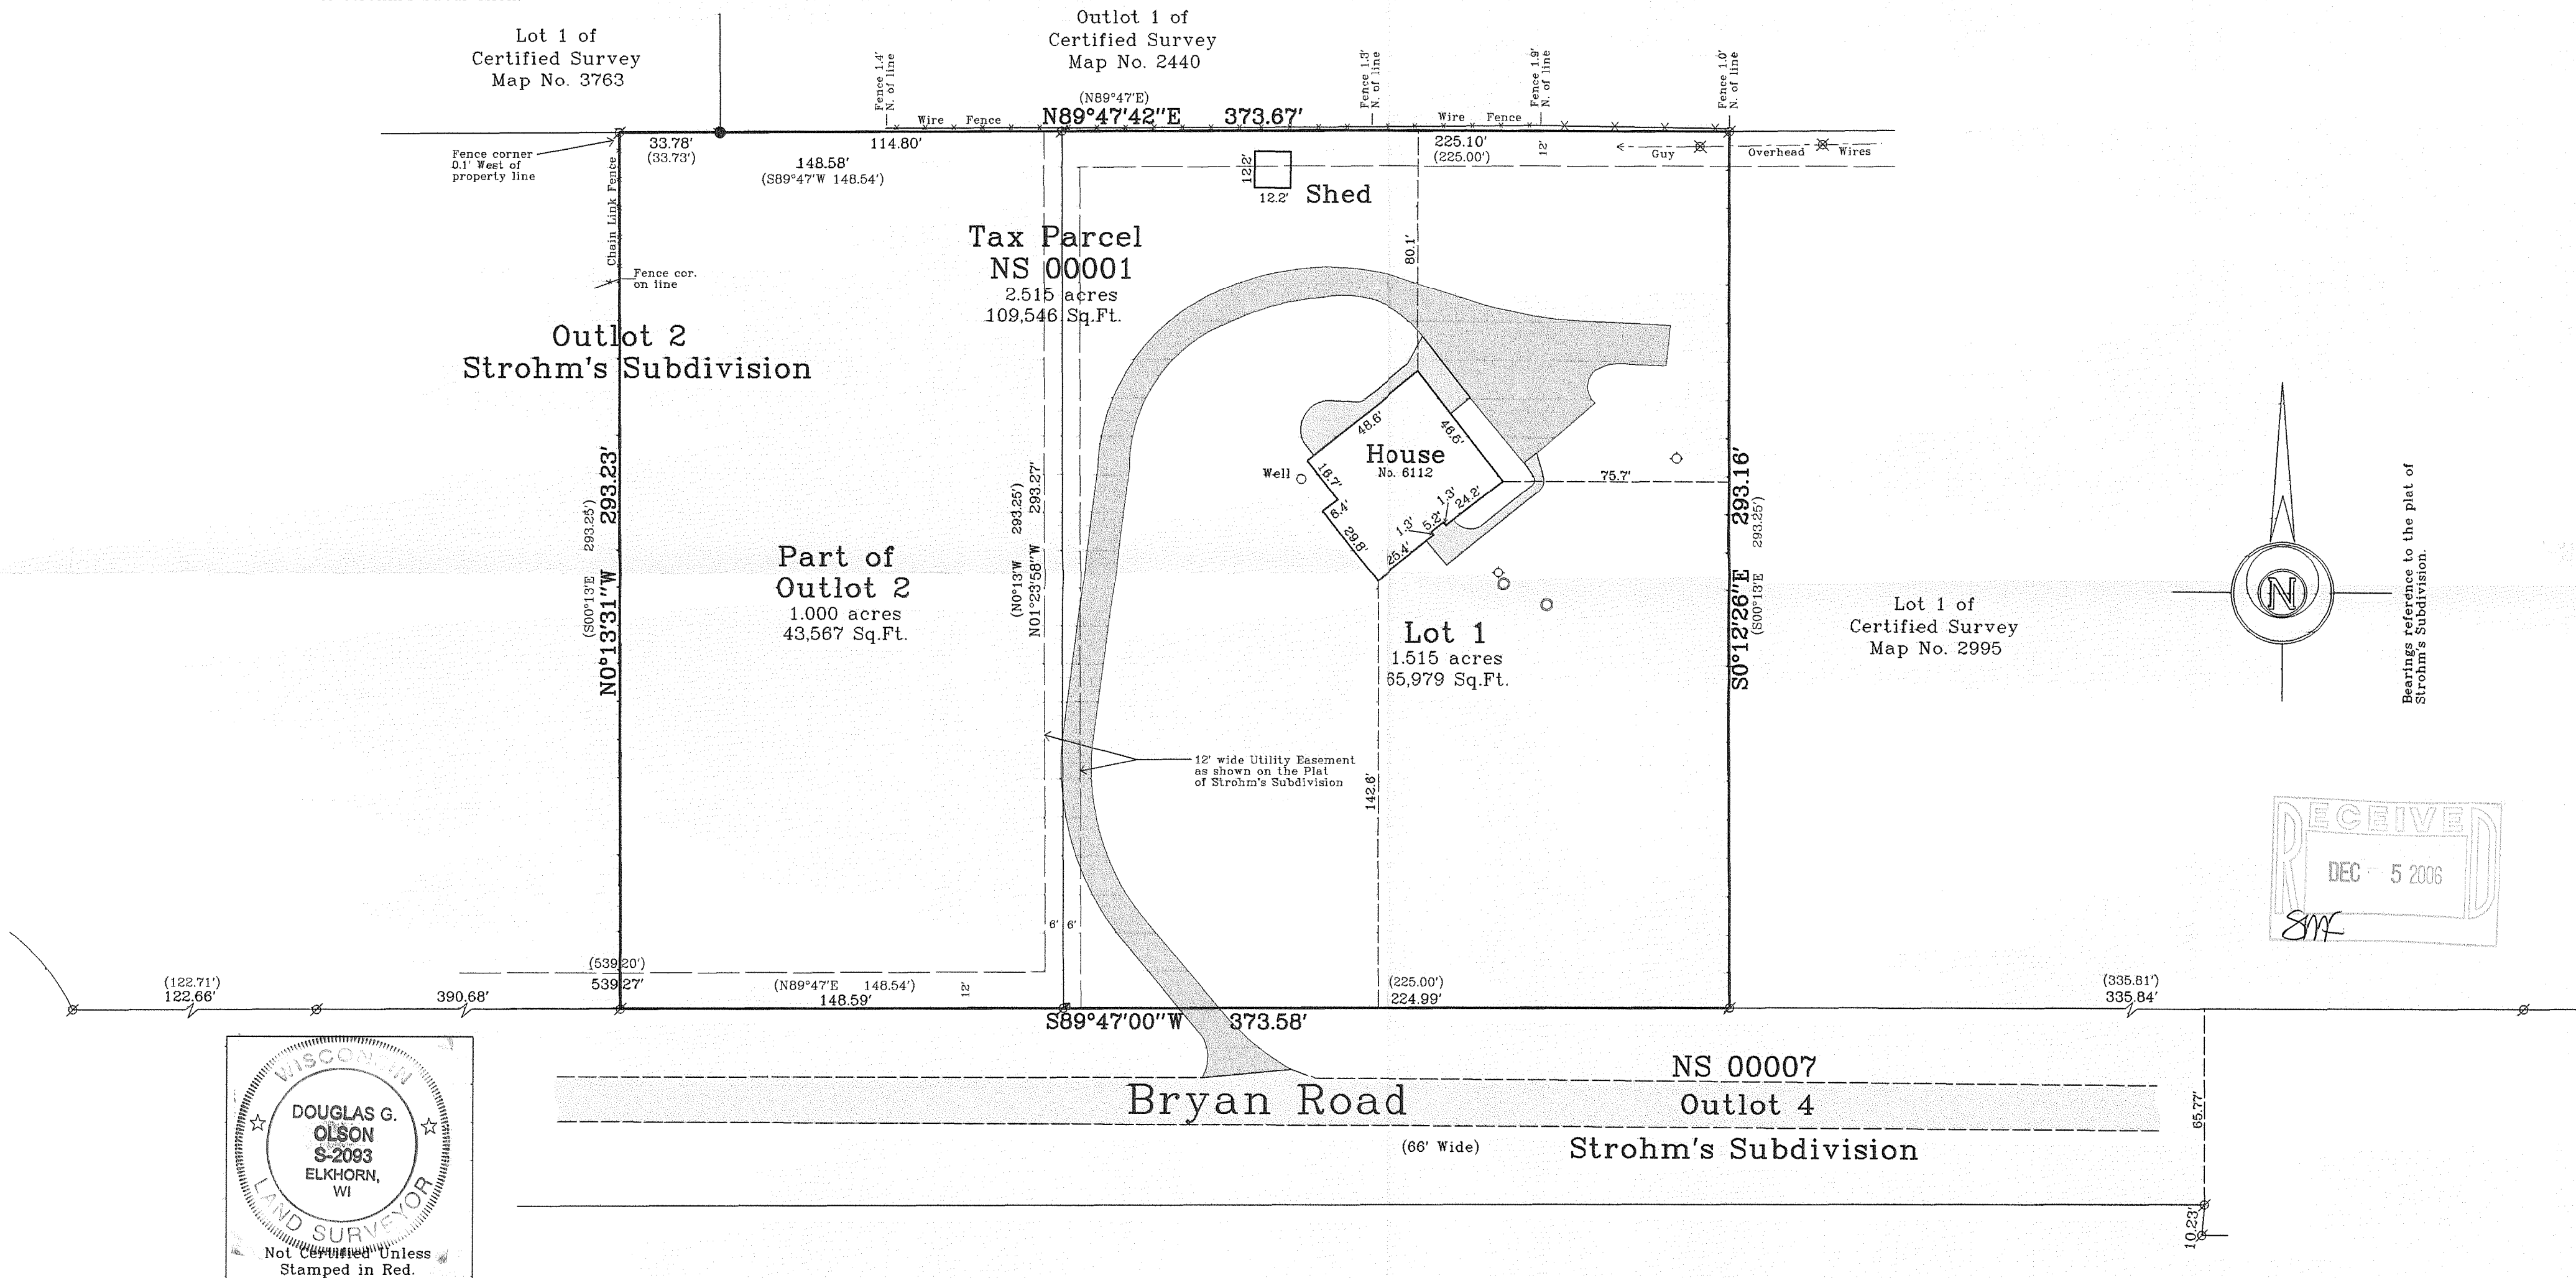 Lot 1 of
Certified Survey
Map No. 3763
Outlot 1 of
Certified Survey
Map No. 2440
Fence 1.4'
N. of line
Fence 1.3'
N. of line
Fence 1.9'
N. of line
Fence 1.0'
N. of line
(N89°47'E)
N89°47'42"E 373.67'
Wire Fence
Wire Fence
Fence corner
0.1' West of
property line
33.78'
(33.73')
114.80'
148.58'
(S89°47'W 148.54')
225.10'
(225.00')
12'
Guy
Overhead Wires
Chain Link Fence
12.2'
12.2'
Shed
80.1'
Tax Parcel
NS 00001
2.515 acres
109,546 Sq.Ft.
Fence cor.
on line
Outlot 2
Strohm's Subdivision
N0°13'31"W 293.23'
(S00°13'E 293.25')
(N0°13'W 293.25')
N01°23'58"W 293.27'
48.6'
46.6'
House
No. 6112
Well
16.7'
6.4'
29.8'
25.4'
1.3'
5.2'
1.3'
24.2'
75.7'
S0°12'26"E 293.16'
(S00°13'E 293.25')
Part of
Outlot 2
1.000 acres
43,567 Sq.Ft.
Lot 1
1.515 acres
65,979 Sq.Ft.
Lot 1 of
Certified Survey
Map No. 2995
N
Bearings reference to the plat of
Strohm's Subdivision.
12' wide Utility Easement
as shown on the Plat
of Strohm's Subdivision
142.6'
RECEIVED
DEC 5 2006
SMF
6' 6'
(122.71')
122.66'
390.68'
(539.20')
539.27'
(N89°47'E 148.54')
148.59'
12'
(225.00')
224.99'
(335.81')
335.84'
S89°47'00"W 373.58'
NS 00007
Bryan Road
Outlot 4
(66' Wide)
Strohm's Subdivision
65.77'
10.23'
WISCONSIN
DOUGLAS G.
OLSON
S-2093
ELKHORN,
WI
LAND SURVEYOR
Not Certified Unless
Stamped in Red.